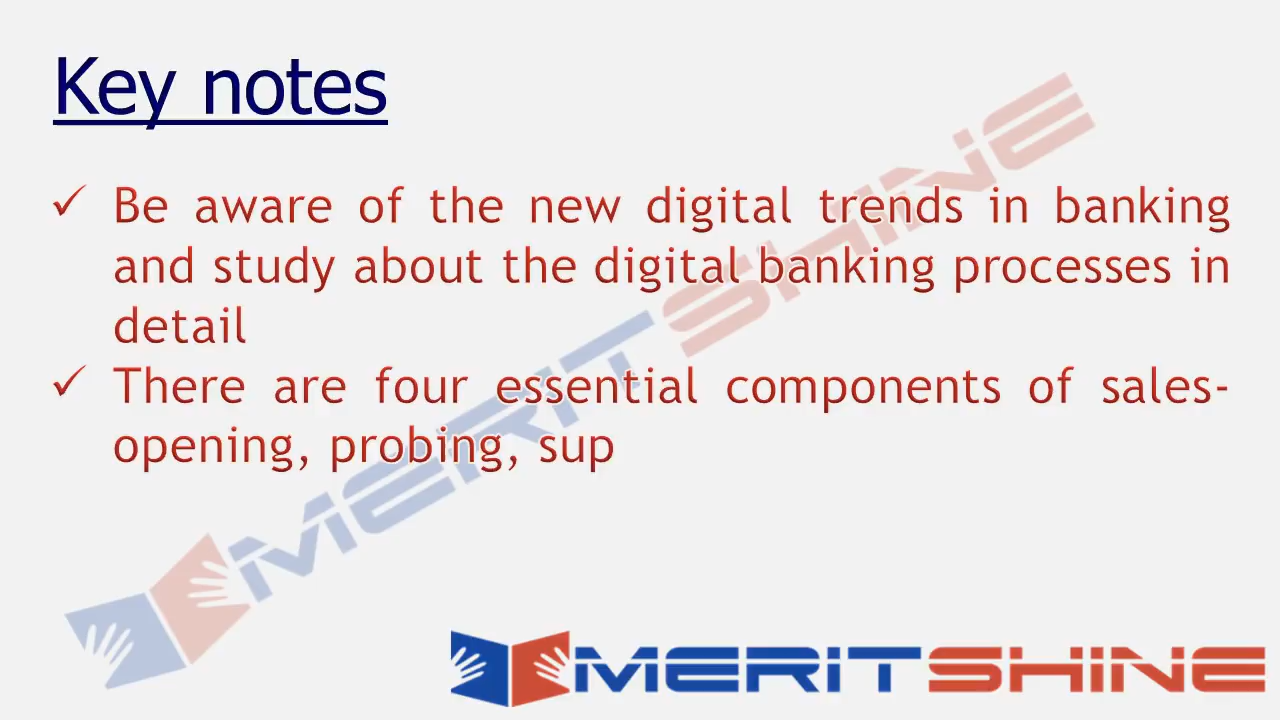 Key notes
✓ Be aware of the new digital trends in banking
and study about the digital banking processes in
detail
✓ There are four essential components of sales-
opening, probing, sup
MERITSHINE
MERITSHINE